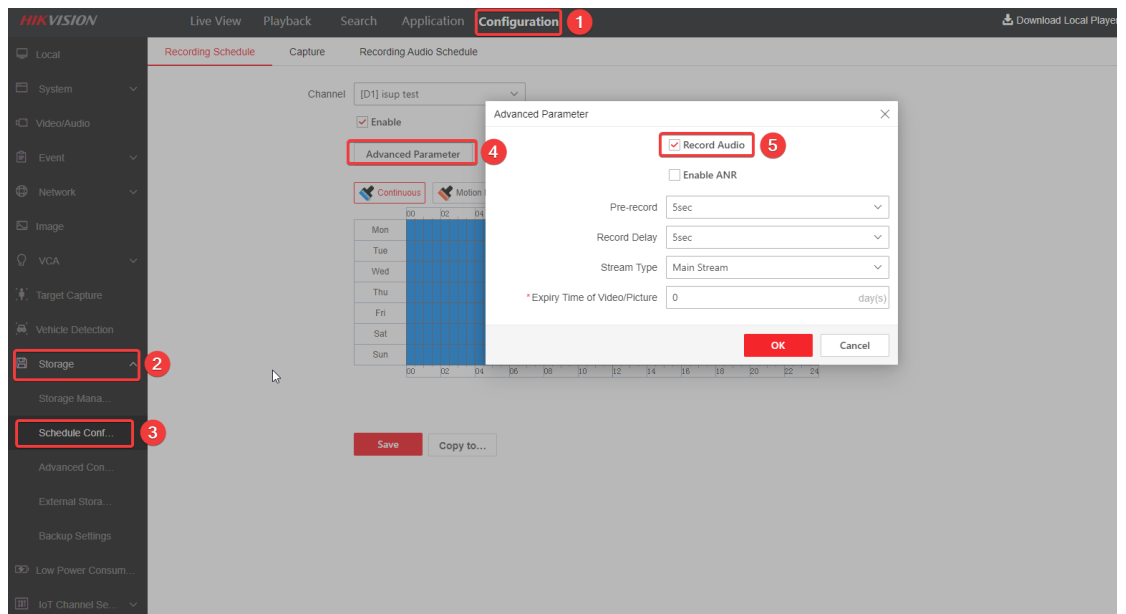 HIKVISION
Live View Playback Search Application Configuration 1 Download Local Player
Local
System
Video/Audio
Event
Network
Image
VCA
Target Capture
Vehicle Detection
Storage 2
Storage Mana...
Schedule Conf... 3
Advanced Con...
External Stora...
Backup Settings
Low Power Consum...
IoT Channel Se...
Recording Schedule Capture Recording Audio Schedule
Channel [D1] isup test
Enable
Advanced Parameter 4
Continuous Motion
00 02 04
Mon
Tue
Wed
Thu
Fri
Sat
Sun
00 02 04 06 08 10 12 14 16 18 20 22 24
Save Copy to...
Advanced Parameter
Record Audio 5
Enable ANR
Pre-record 5sec
Record Delay 5sec
Stream Type Main Stream
*Expiry Time of Video/Picture 0 day(s)
OK Cancel